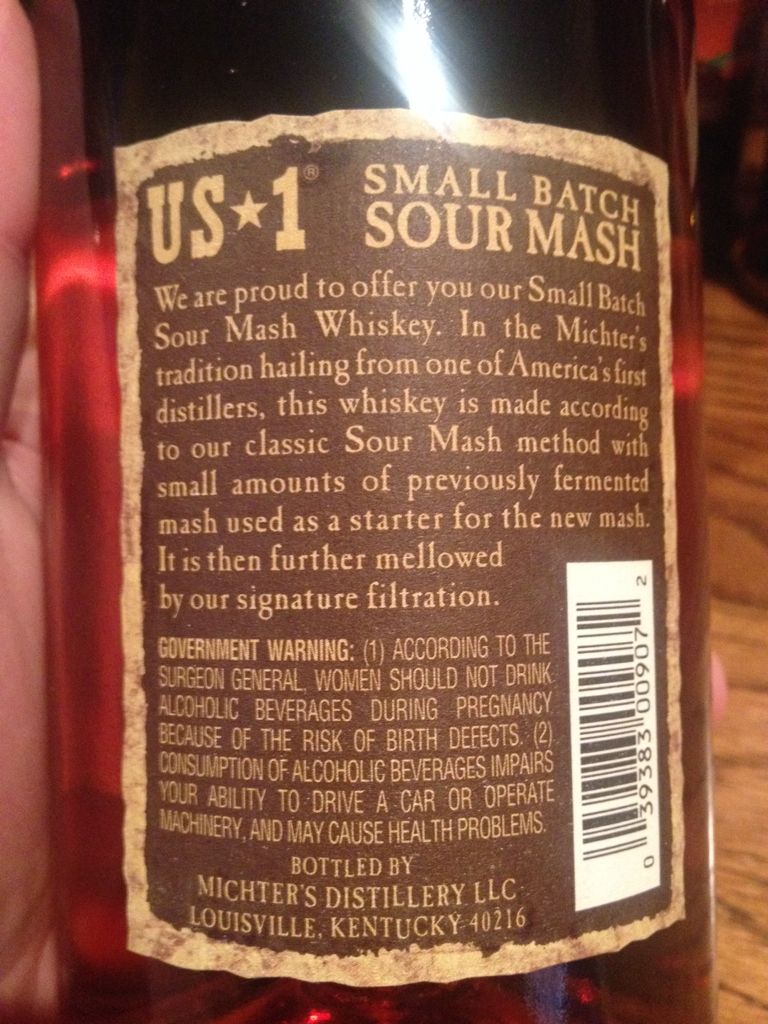 US★1® SMALL BATCH
SOUR MASH
We are proud to offer you our Small Batch
Sour Mash Whiskey. In the Michter's
tradition hailing from one of America's first
distillers, this whiskey is made according
to our classic Sour Mash method with
small amounts of previously fermented
mash used as a starter for the new mash.
It is then further mellowed
by our signature filtration.
GOVERNMENT WARNING: (1) ACCORDING TO THE
SURGEON GENERAL, WOMEN SHOULD NOT DRINK
ALCOHOLIC BEVERAGES DURING PREGNANCY
BECAUSE OF THE RISK OF BIRTH DEFECTS. (2)
CONSUMPTION OF ALCOHOLIC BEVERAGES IMPAIRS
YOUR ABILITY TO DRIVE A CAR OR OPERATE
MACHINERY, AND MAY CAUSE HEALTH PROBLEMS.
BOTTLED BY
MICHTER'S DISTILLERY LLC
LOUISVILLE, KENTUCKY 40216
0 39383 00907 2